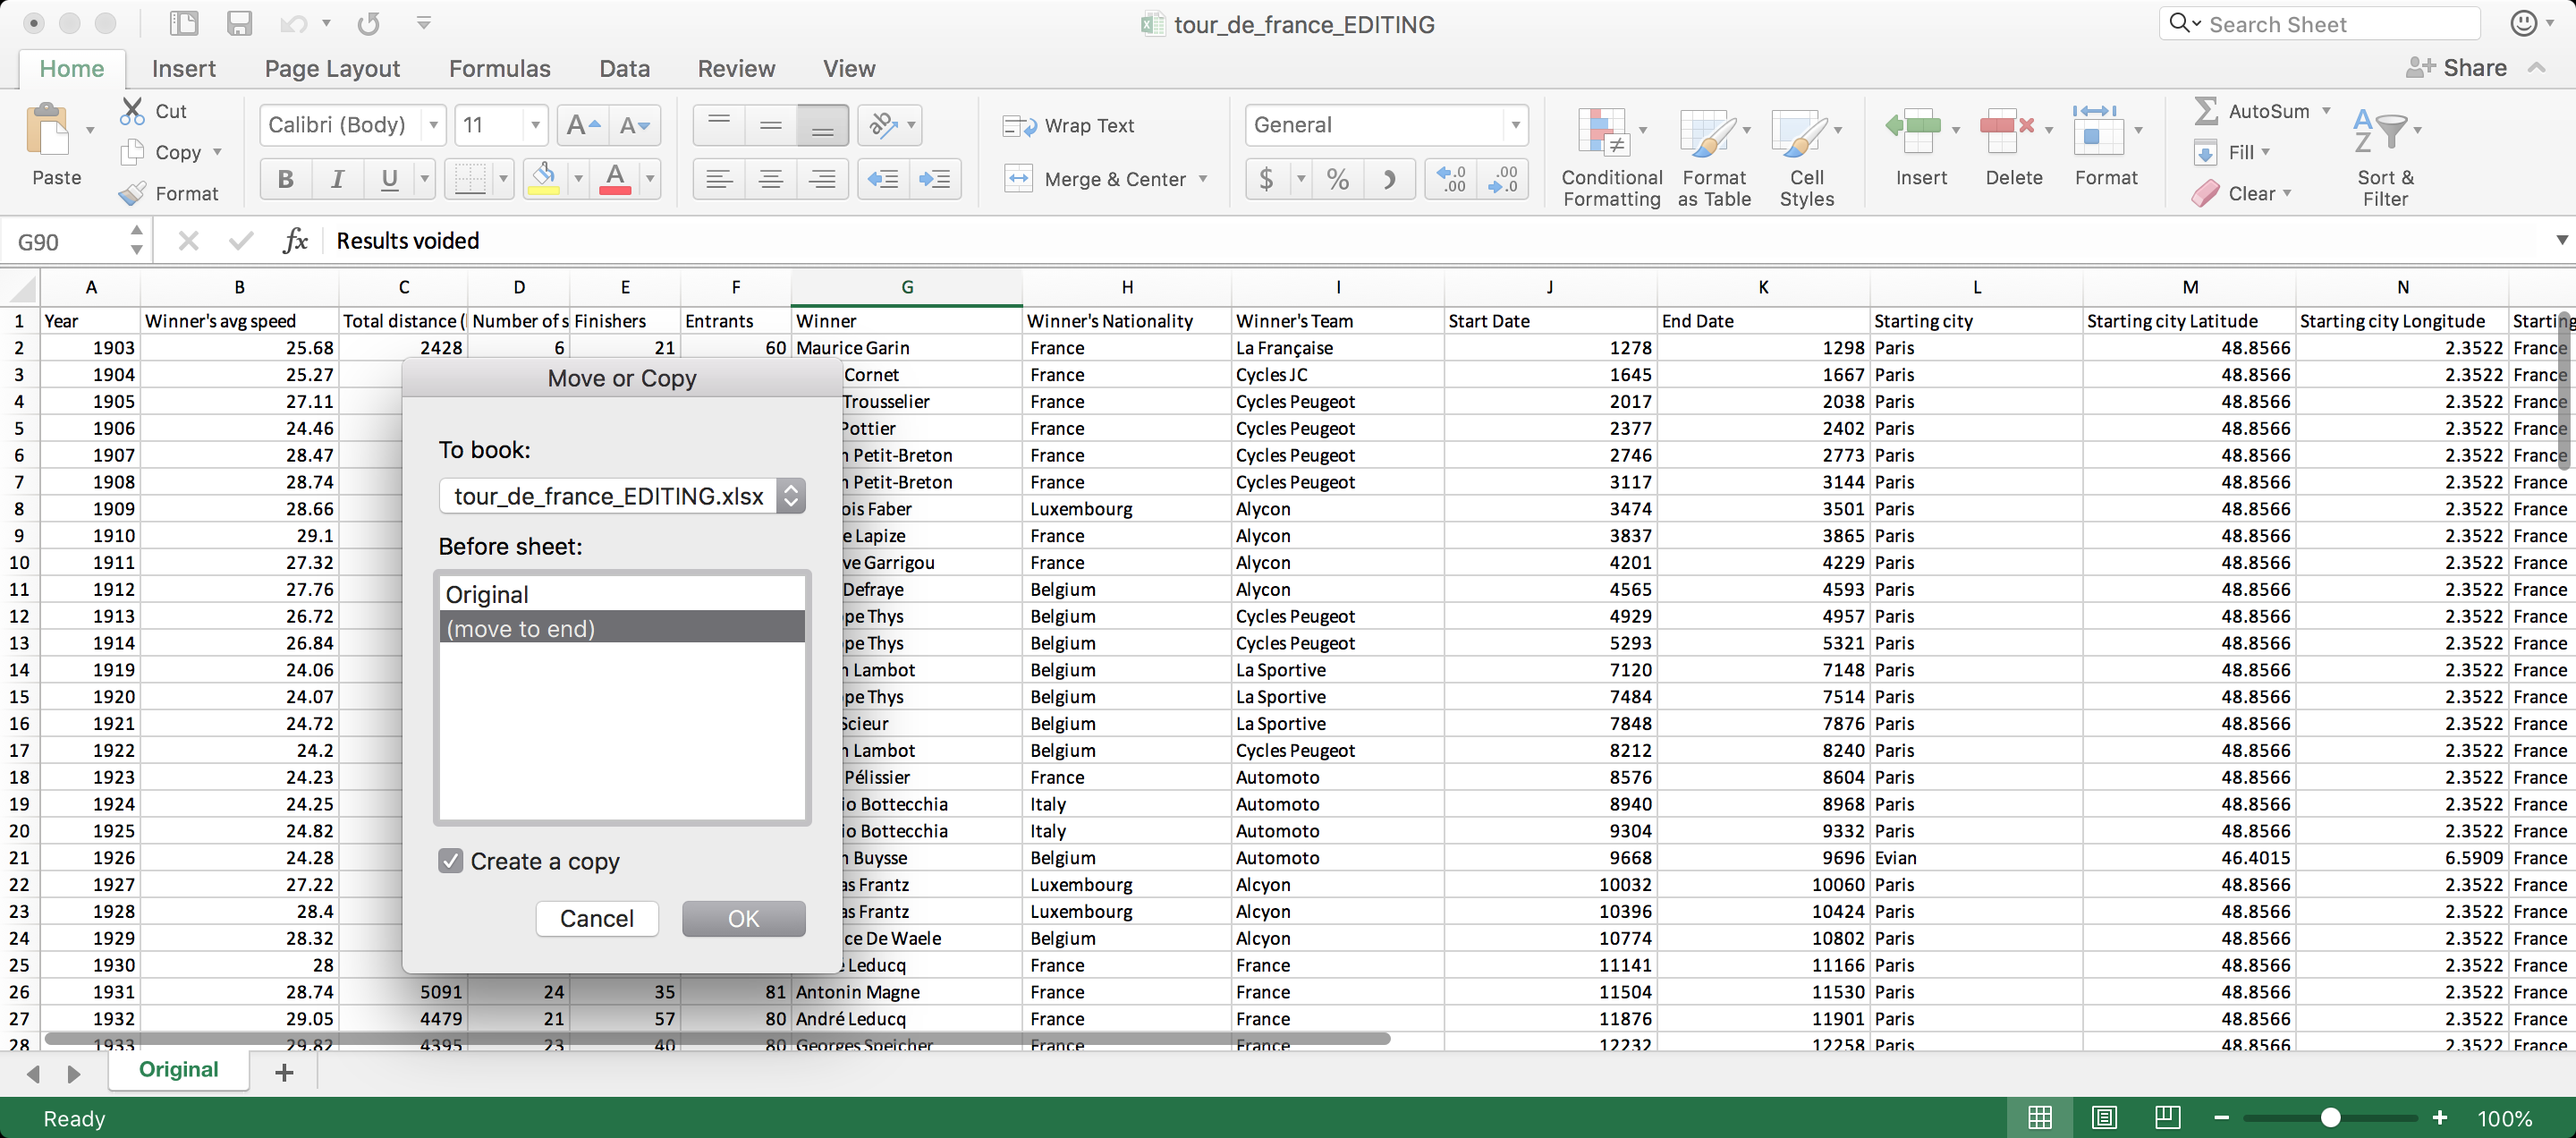 tour_de_france_EDITING
Search Sheet
Home Insert Page Layout Formulas Data Review View
Share
Paste
Cut
Copy
Format
Calibri (Body) 11
A A
B I U A
Wrap Text
Merge & Center
General
$ % )
.0 .00 .00 .0
Conditional Formatting
Format as Table
Cell Styles
Insert
Delete
Format
AutoSum
Fill
Clear
Sort & Filter
G90 fx Results voided
A B C D E F G H I J K L M N
1 Year Winner's avg speed Total distance ( Number of s Finishers Entrants Winner Winner's Nationality Winner's Team Start Date End Date Starting city Starting city Latitude Starting city Longitude Starting
2 1903 25.68 2428 6 21 60 Maurice Garin France La Française 1278 1298 Paris 48.8566 2.3522 France
3 1904 25.27 Cornet France Cycles JC 1645 1667 Paris 48.8566 2.3522 France
4 1905 27.11 Trousselier France Cycles Peugeot 2017 2038 Paris 48.8566 2.3522 France
5 1906 24.46 Pottier France Cycles Peugeot 2377 2402 Paris 48.8566 2.3522 France
6 1907 28.47 n Petit-Breton France Cycles Peugeot 2746 2773 Paris 48.8566 2.3522 France
7 1908 28.74 n Petit-Breton France Cycles Peugeot 3117 3144 Paris 48.8566 2.3522 France
8 1909 28.66 ois Faber Luxembourg Alycon 3474 3501 Paris 48.8566 2.3522 France
9 1910 29.1 e Lapize France Alycon 3837 3865 Paris 48.8566 2.3522 France
10 1911 27.32 ve Garrigou France Alycon 4201 4229 Paris 48.8566 2.3522 France
11 1912 27.76 Defraye Belgium Alycon 4565 4593 Paris 48.8566 2.3522 France
12 1913 26.72 pe Thys Belgium Cycles Peugeot 4929 4957 Paris 48.8566 2.3522 France
13 1914 26.84 pe Thys Belgium Cycles Peugeot 5293 5321 Paris 48.8566 2.3522 France
14 1919 24.06 n Lambot Belgium La Sportive 7120 7148 Paris 48.8566 2.3522 France
15 1920 24.07 pe Thys Belgium La Sportive 7484 7514 Paris 48.8566 2.3522 France
16 1921 24.72 Scieur Belgium La Sportive 7848 7876 Paris 48.8566 2.3522 France
17 1922 24.2 n Lambot Belgium Cycles Peugeot 8212 8240 Paris 48.8566 2.3522 France
18 1923 24.23 Pélissier France Automoto 8576 8604 Paris 48.8566 2.3522 France
19 1924 24.25 io Bottecchia Italy Automoto 8940 8968 Paris 48.8566 2.3522 France
20 1925 24.82 io Bottecchia Italy Automoto 9304 9332 Paris 48.8566 2.3522 France
21 1926 24.28 n Buysse Belgium Automoto 9668 9696 Evian 46.4015 6.5909 France
22 1927 27.22 as Frantz Luxembourg Alcyon 10032 10060 Paris 48.8566 2.3522 France
23 1928 28.4 as Frantz Luxembourg Alcyon 10396 10424 Paris 48.8566 2.3522 France
24 1929 28.32 ce De Waele Belgium Alcyon 10774 10802 Paris 48.8566 2.3522 France
25 1930 28 Leducq France France 11141 11166 Paris 48.8566 2.3522 France
26 1931 28.74 5091 24 35 81 Antonin Magne France France 11504 11530 Paris 48.8566 2.3522 France
27 1932 29.05 4479 21 57 80 André Leducq France France 11876 11901 Paris 48.8566 2.3522 France
28 1933 29.82 4395 23 40 80 Georges Speicher France France 12232 12258 Paris 48.8566 2.3522 France
Move or Copy
To book:
tour_de_france_EDITING.xlsx
Before sheet:
Original
(move to end)
Create a copy
Cancel OK
Original +
Ready 100%